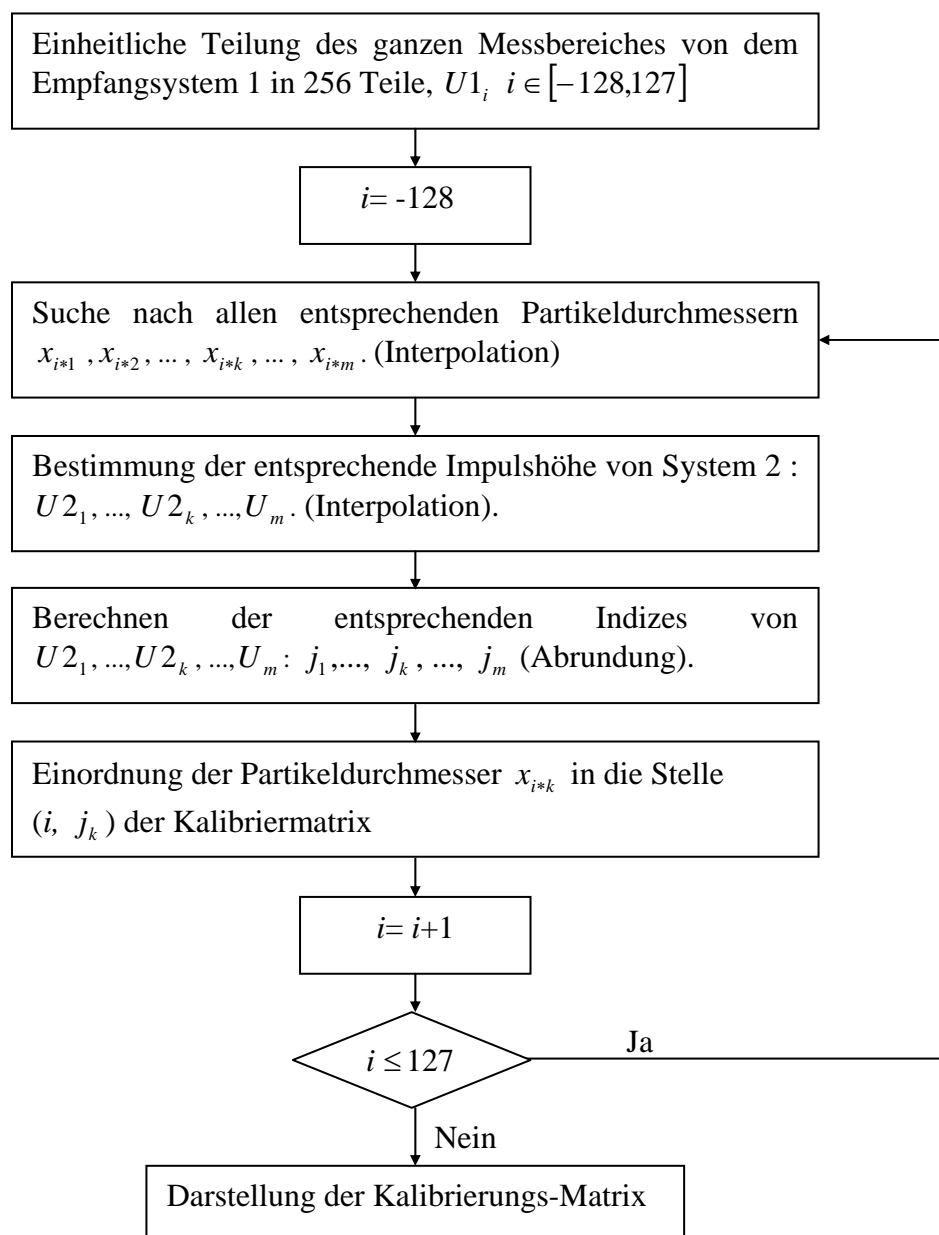 Einheitliche Teilung des ganzen Messbereiches von dem
Empfangsystem 1 in 256 Teile, U1_i i ∈ [−128,127]
i= -128
Suche nach allen entsprechenden Partikeldurchmessern
x_{i*1} , x_{i*2} , ... , x_{i*k} , ... , x_{i*m} . (Interpolation)
Bestimmung der entsprechende Impulshöhe von System 2 :
U2_1 , ..., U2_k , ..., U_m . (Interpolation).
Berechnen der entsprechenden Indizes von
U2_1 , ..., U2_k , ..., U_m : j_1 ,..., j_k , ..., j_m (Abrundung).
Einordnung der Partikeldurchmesser x_{i*k} in die Stelle
(i, j_k ) der Kalibriermatrix
i= i+1
i ≤ 127
Ja
Nein
Darstellung der Kalibrierungs-Matrix